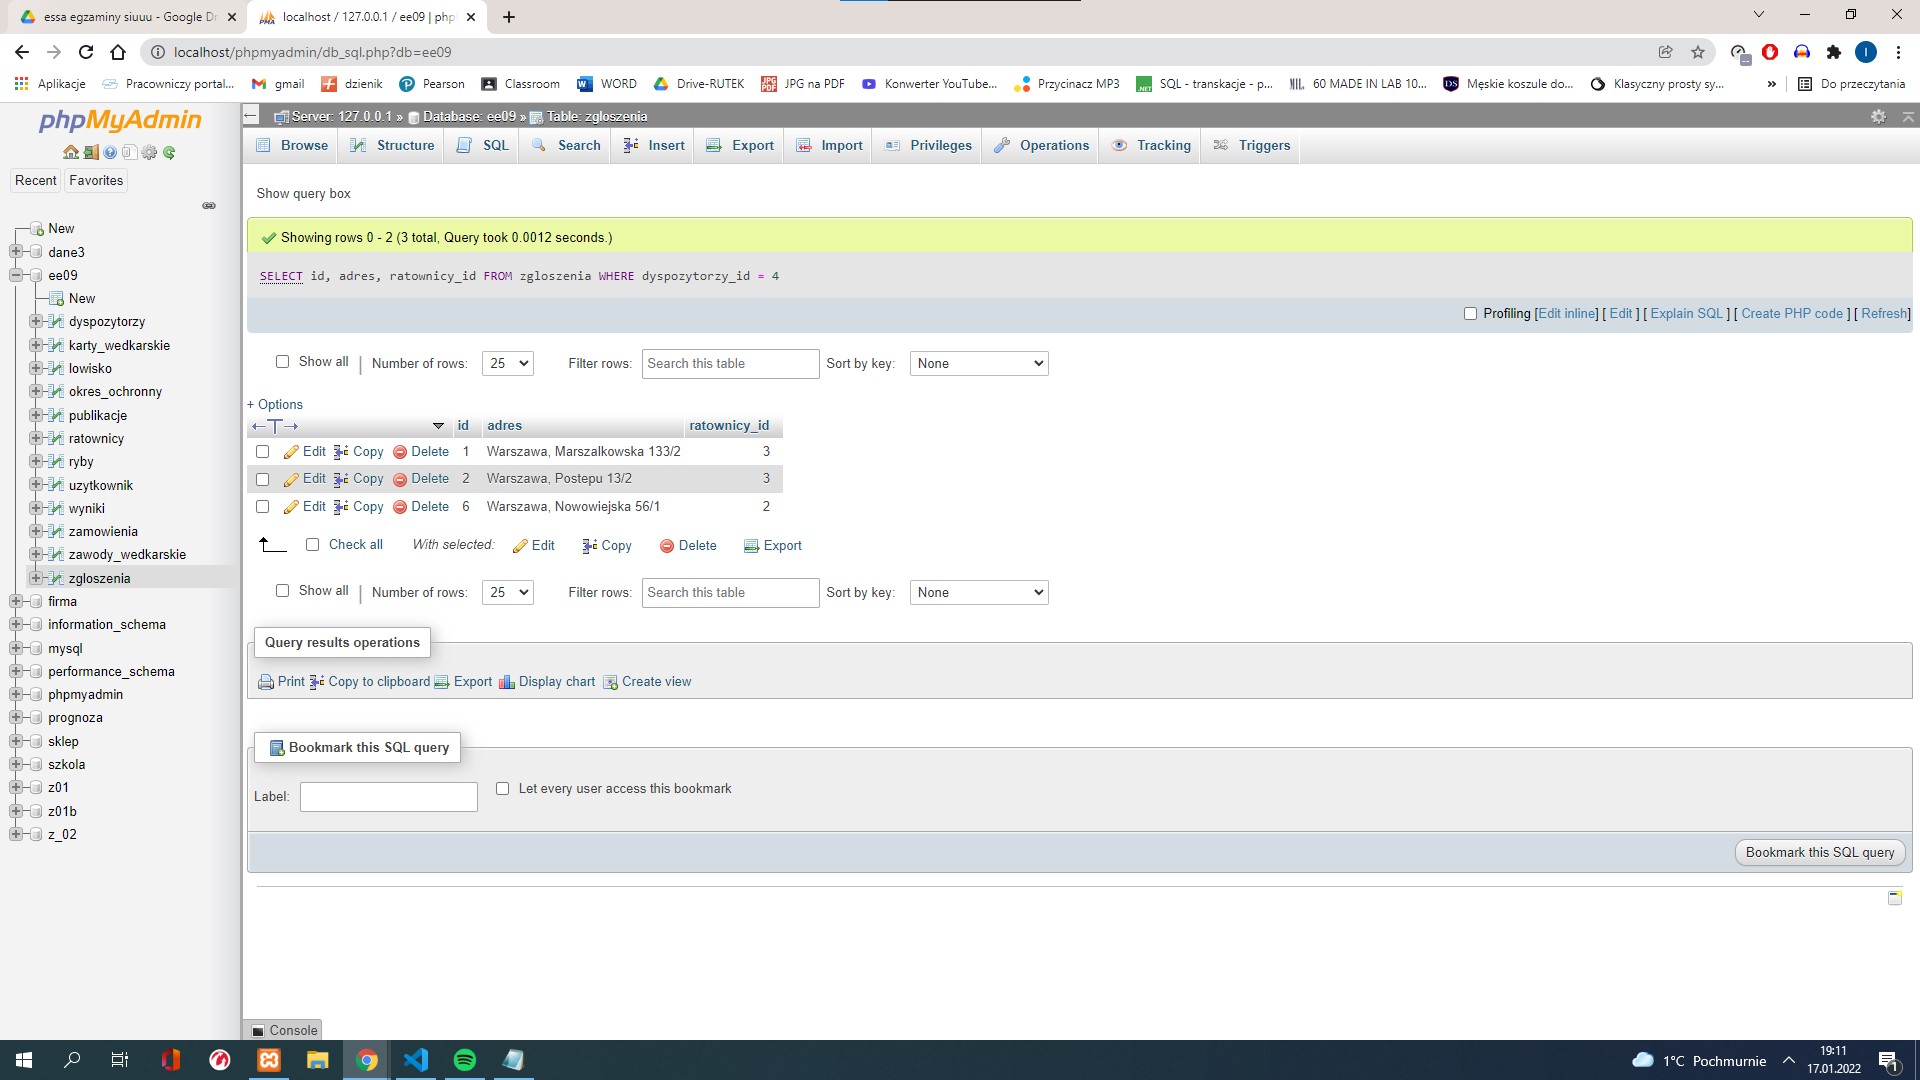 essa egzaminy siuuu - Google Dr
localhost / 127.0.0.1 / ee09 | php
localhost/phpmyadmin/db_sql.php?db=ee09
Aplikacje
Pracowniczy portal...
gmail
dzienik
Pearson
Classroom
WORD
Drive-RUTEK
JPG na PDF
Konwerter YouTube...
Przycinacz MP3
SQL - transkacje - p...
60 MADE IN LAB 10...
Męskie koszule do...
Klasyczny prosty sy...
»
Do przeczytania
phpMyAdmin
Recent
Favorites
New
dane3
ee09
New
dyspozytorzy
karty_wedkarskie
lowisko
okres_ochronny
publikacje
ratownicy
ryby
uzytkownik
wyniki
zamowienia
zawody_wedkarskie
zgloszenia
firma
information_schema
mysql
performance_schema
phpmyadmin
prognoza
sklep
szkola
z01
z01b
z_02
Server: 127.0.0.1 » Database: ee09 » Table: zgloszenia
Browse
Structure
SQL
Search
Insert
Export
Import
Privileges
Operations
Tracking
Triggers
Show query box
Showing rows 0 - 2 (3 total, Query took 0.0012 seconds.)
SELECT id, adres, ratownicy_id FROM zgloszenia WHERE dyspozytorzy_id = 4
Profiling [Edit inline] [ Edit ] [ Explain SQL ] [ Create PHP code ] [ Refresh]
Show all | Number of rows: 25 Filter rows: Search this table Sort by key: None
+ Options
←T→ id adres ratownicy_id
Edit Copy Delete 1 Warszawa, Marszalkowska 133/2 3
Edit Copy Delete 2 Warszawa, Postepu 13/2 3
Edit Copy Delete 6 Warszawa, Nowowiejska 56/1 2
Check all With selected: Edit Copy Delete Export
Show all | Number of rows: 25 Filter rows: Search this table Sort by key: None
Query results operations
Print Copy to clipboard Export Display chart Create view
Bookmark this SQL query
Label: Let every user access this bookmark
Bookmark this SQL query
Console
1°C Pochmurnie
19:11
17.01.2022
1